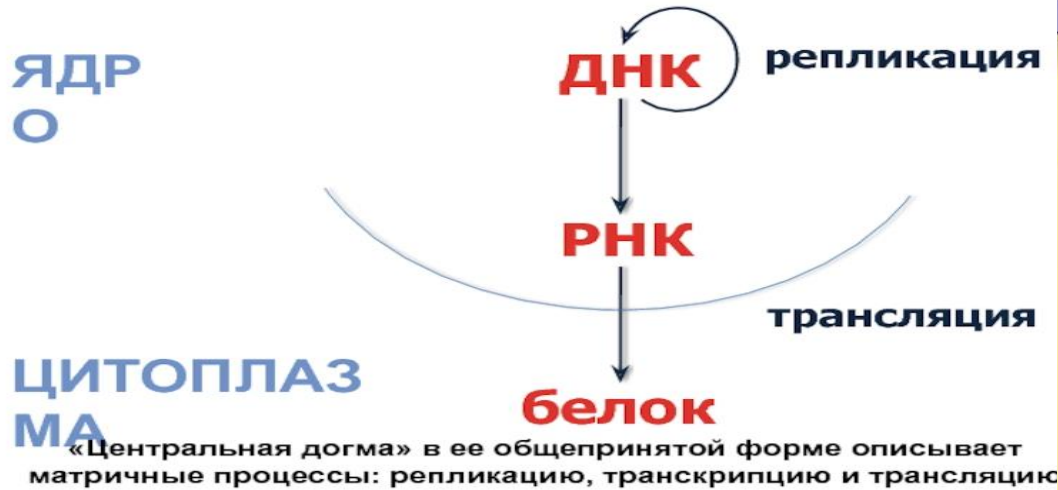 ЯДР
О
ДНК
репликация
РНК
трансляция
ЦИТОПЛАЗ
МА
белок
«Центральная догма» в ее общепринятой форме описывает
матричные процессы: репликацию, транскрипцию и трансляцию